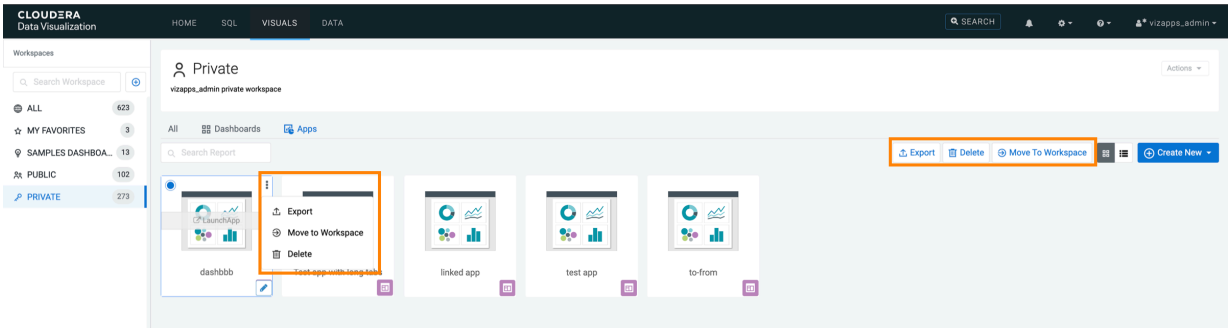 CLOUDERA
Data Visualization
HOME SQL VISUALS DATA
SEARCH
vizapps_admin
Workspaces
Search Workspace
ALL 623
MY FAVORITES 3
SAMPLES DASHBOA... 13
PUBLIC 102
PRIVATE 273
Private
vizapps_admin private workspace
Actions
All Dashboards Apps
Search Report
Export Delete Move To Workspace Create New
LaunchApp
Export
Move to Workspace
Delete
dashbbb
Test app with long tabs
linked app
test app
to-from